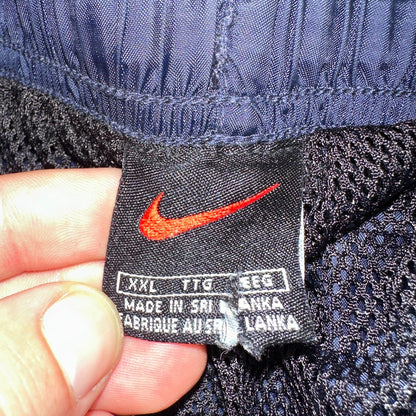 XXL TTG EEG
MADE IN SRI LANKA
FABRIQUE AU SRI LANKA